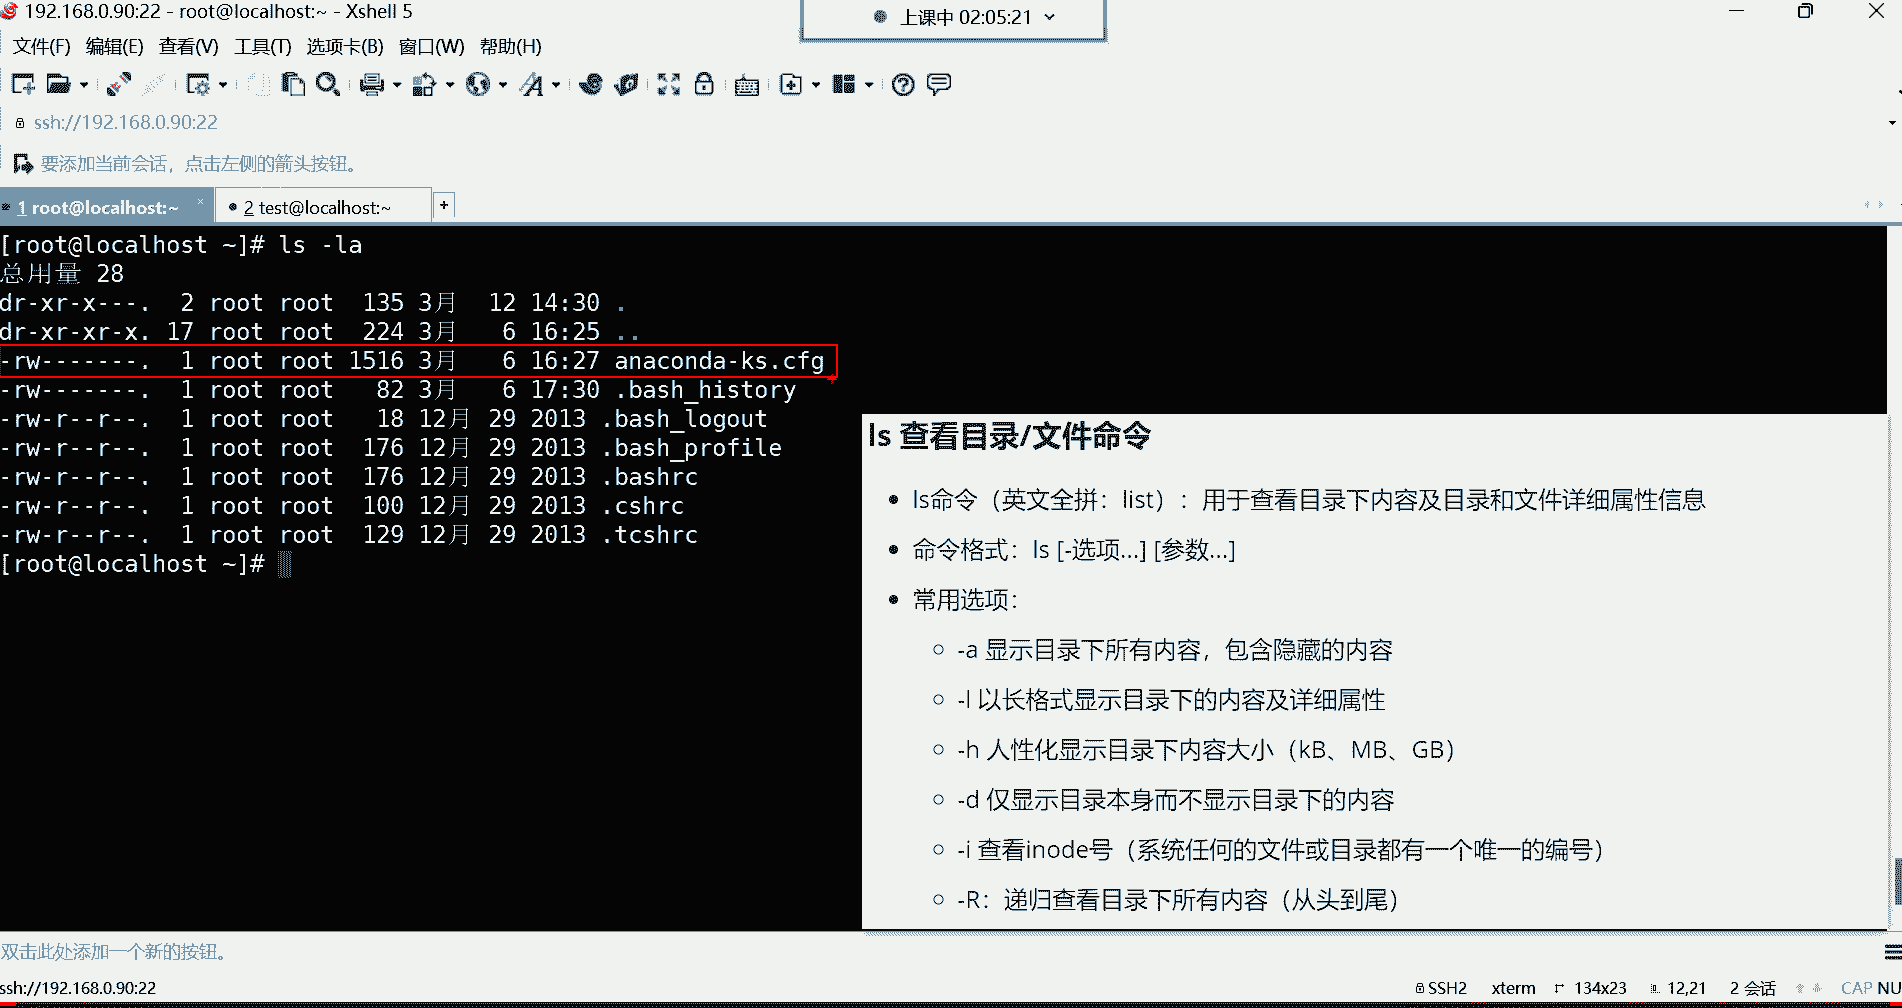 192.168.0.90:22 - root@localhost:~ - Xshell 5
上课中 02:05:21
文件(F) 编辑(E) 查看(V) 工具(T) 选项卡(B) 窗口(W) 帮助(H)
ssh://192.168.0.90:22
要添加当前会话，点击左侧的箭头按钮。
1 root@localhost:~ × 2 test@localhost:~ +
[root@localhost ~]# ls -la
总用量 28
dr-xr-x---.  2 root root  135 3月  12 14:30 .
dr-xr-xr-x. 17 root root  224 3月   6 16:25 ..
-rw-------.  1 root root 1516 3月   6 16:27 anaconda-ks.cfg
-rw-------.  1 root root   82 3月   6 17:30 .bash_history
-rw-r--r--.  1 root root   18 12月 29 2013 .bash_logout
-rw-r--r--.  1 root root  176 12月 29 2013 .bash_profile
-rw-r--r--.  1 root root  176 12月 29 2013 .bashrc
-rw-r--r--.  1 root root  100 12月 29 2013 .cshrc
-rw-r--r--.  1 root root  129 12月 29 2013 .tcshrc
[root@localhost ~]#
ls 查看目录/文件命令
ls命令（英文全拼：list）：用于查看目录下内容及目录和文件详细属性信息
命令格式：ls [-选项...] [参数...]
常用选项：
-a 显示目录下所有内容，包含隐藏的内容
-l 以长格式显示目录下的内容及详细属性
-h 人性化显示目录下内容大小（kB、MB、GB）
-d 仅显示目录本身而不显示目录下的内容
-i 查看inode号（系统任何的文件或目录都有一个唯一的编号）
-R：递归查看目录下所有内容（从头到尾）
双击此处添加一个新的按钮。
ssh://192.168.0.90:22 SSH2 xterm 134x23 12,21 2 会话 CAP NU